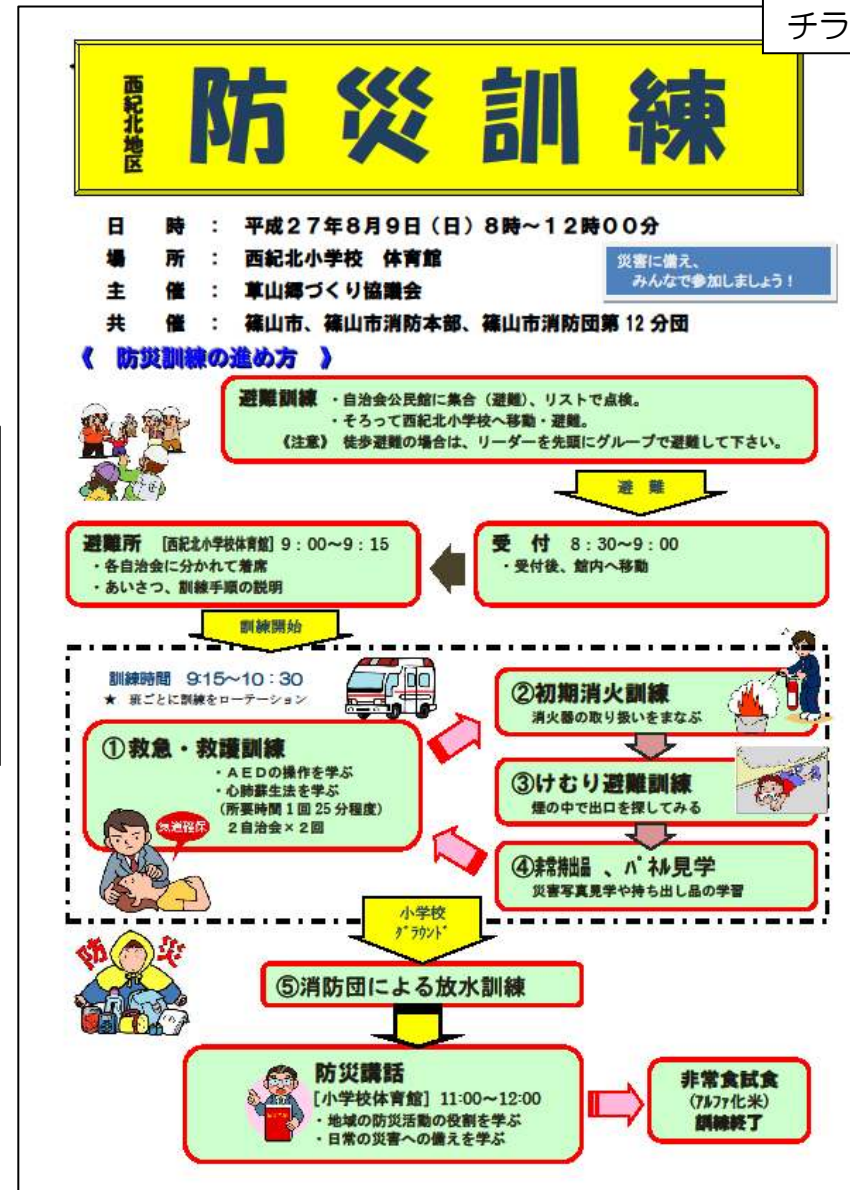 チラ
西紀北地区
防災訓練
日 時 : 平成27年8月9日(日)8時~12時00分
場 所 : 西紀北小学校 体育館
主 催 : 草山郷づくり協議会
共 催 : 篠山市、篠山市消防本部、篠山市消防団第12分団
災害に備え、
みんなで参加しましょう!
《 防災訓練の進め方 》
避難訓練 ・自治会公民館に集合(避難)、リストで点検。
・そろって西紀北小学校へ移動・避難。
《注意》 徒歩避難の場合は、リーダーを先頭にグループで避難して下さい。
避 難
受 付 8:30~9:00
・受付後、館内へ移動
避難所 [西紀北小学校体育館] 9:00~9:15
・各自治会に分かれて着席
・あいさつ、訓練手順の説明
訓練開始
訓練時間 9:15~10:30
★ 班ごとに訓練をローテーション
①救急・救護訓練
・AEDの操作を学ぶ
・心肺蘇生法を学ぶ
(所要時間1回25分程度)
2自治会×2回
気道確保
②初期消火訓練
消火器の取り扱いをまなぶ
③けむり避難訓練
煙の中で出口を探してみる
④非常持出品 、パネル見学
災害写真見学や持ち出し品の学習
小学校
グラウンド
防災
⑤消防団による放水訓練
防災講話
[小学校体育館] 11:00~12:00
・地域の防災活動の役割を学ぶ
・日常の災害への備えを学ぶ
非常食試食
(アルファ化米)
訓練終了